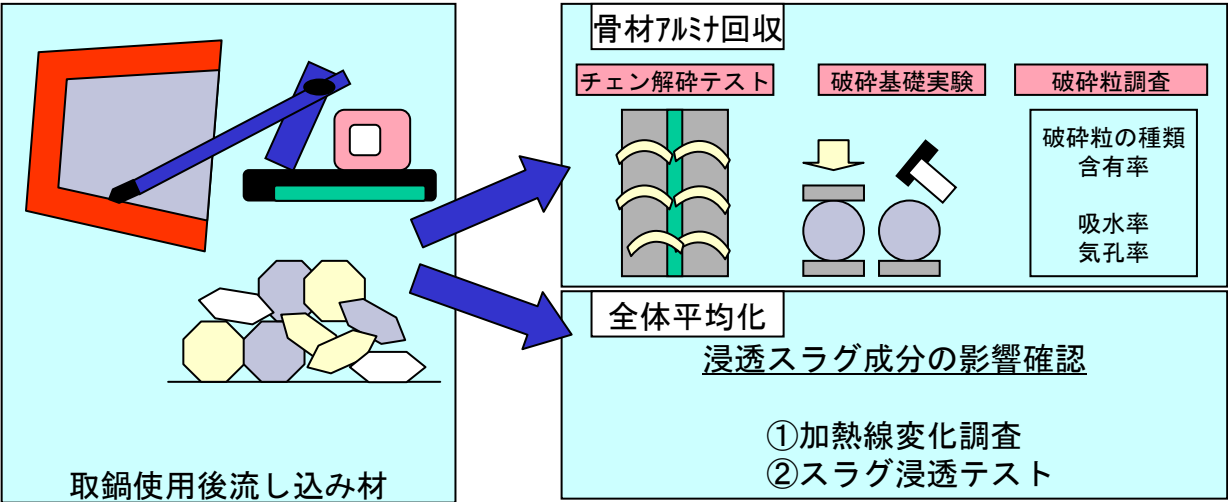 取鍋使用後流し込み材
骨材ｱﾙﾐﾅ回収
チェン解砕テスト
破砕基礎実験
破砕粒調査
破砕粒の種類
含有率
吸水率
気孔率
全体平均化
浸透スラグ成分の影響確認
①加熱線変化調査
②スラグ浸透テスト